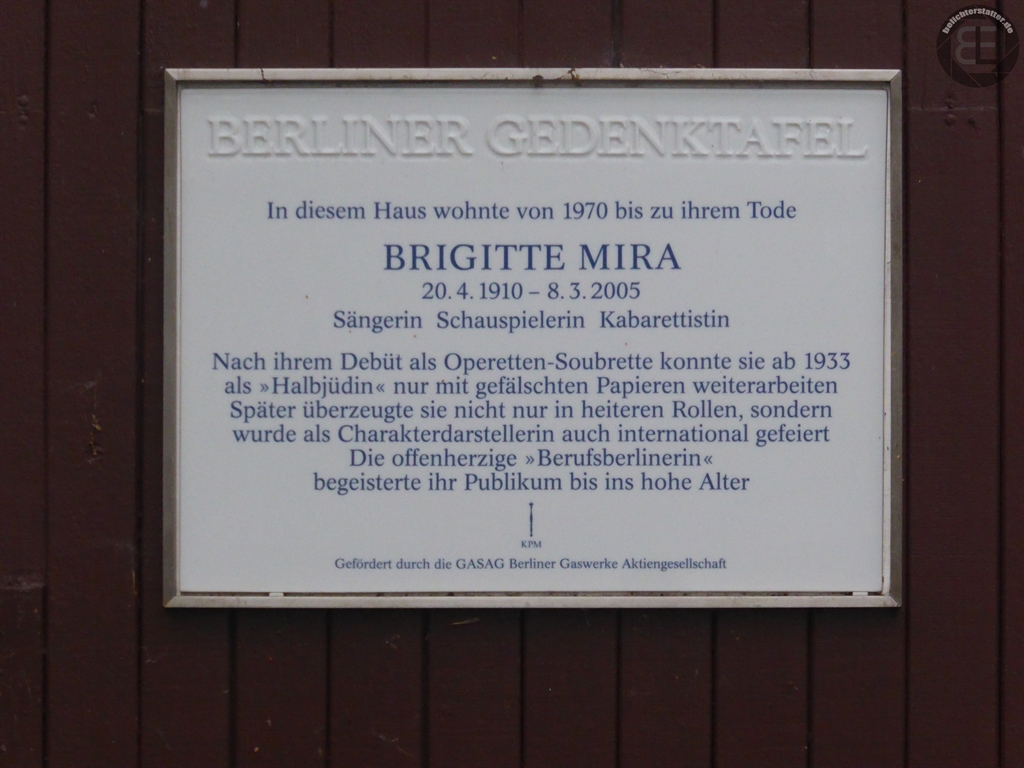 belichterstatter.de
BERLINER GEDENKTAFEL
In diesem Haus wohnte von 1970 bis zu ihrem Tode
BRIGITTE MIRA
20. 4. 1910 – 8. 3. 2005
Sängerin Schauspielerin Kabarettistin
Nach ihrem Debüt als Operetten-Soubrette konnte sie ab 1933
als »Halbjüdin« nur mit gefälschten Papieren weiterarbeiten
Später überzeugte sie nicht nur in heiteren Rollen, sondern
wurde als Charakterdarstellerin auch international gefeiert
Die offenherzige »Berufsberlinerin«
begeisterte ihr Publikum bis ins hohe Alter
KPM
Gefördert durch die GASAG Berliner Gaswerke Aktiengesellschaft